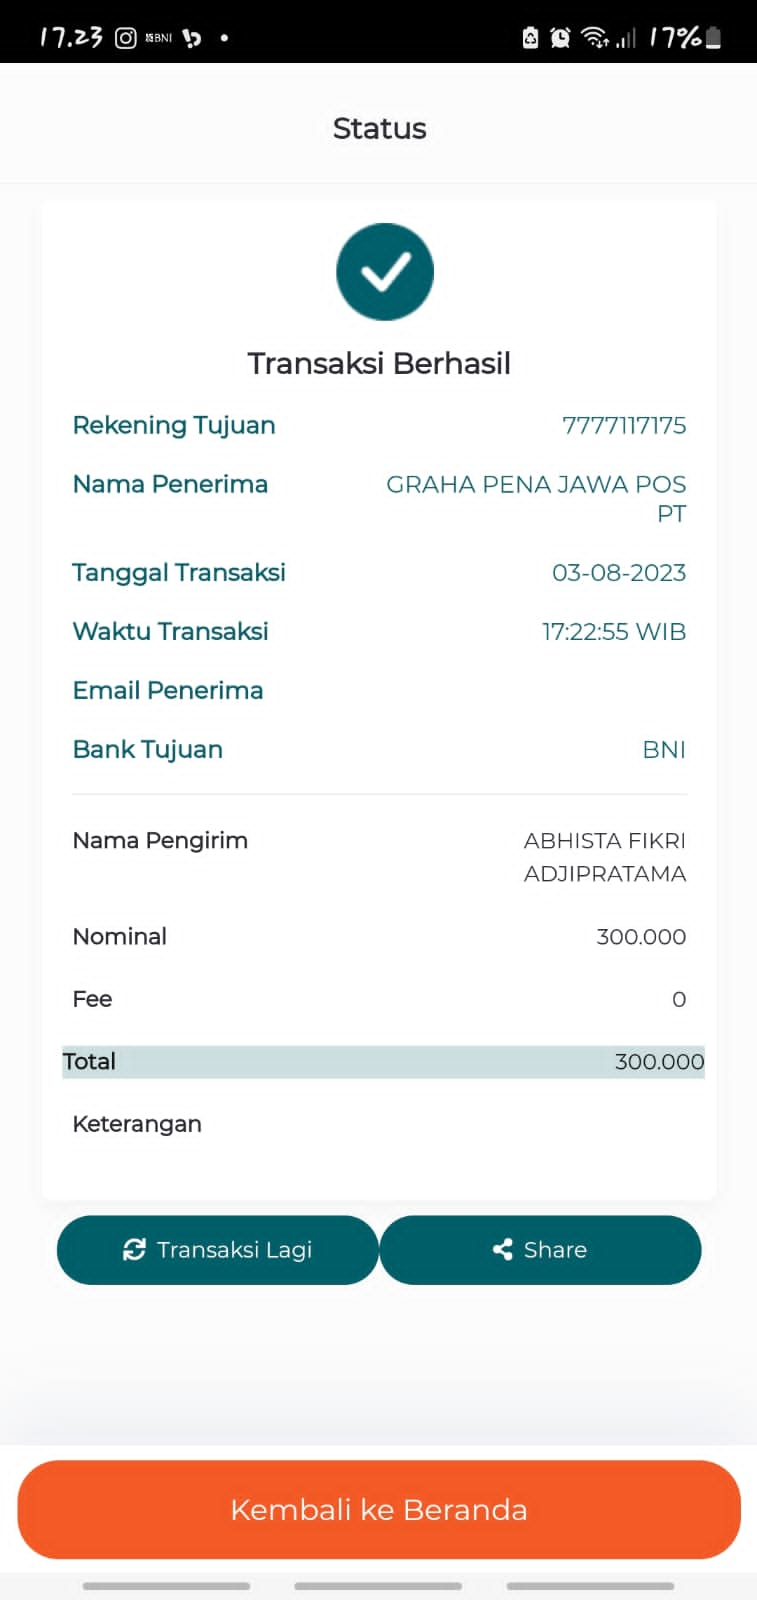 17.23 BNI 17%
Status
Transaksi Berhasil
Rekening Tujuan 7777117175
Nama Penerima GRAHA PENA JAWA POS
PT
Tanggal Transaksi 03-08-2023
Waktu Transaksi 17:22:55 WIB
Email Penerima
Bank Tujuan BNI
Nama Pengirim ABHISTA FIKRI
ADJIPRATAMA
Nominal 300.000
Fee 0
Total 300.000
Keterangan
Transaksi Lagi Share
Kembali ke Beranda